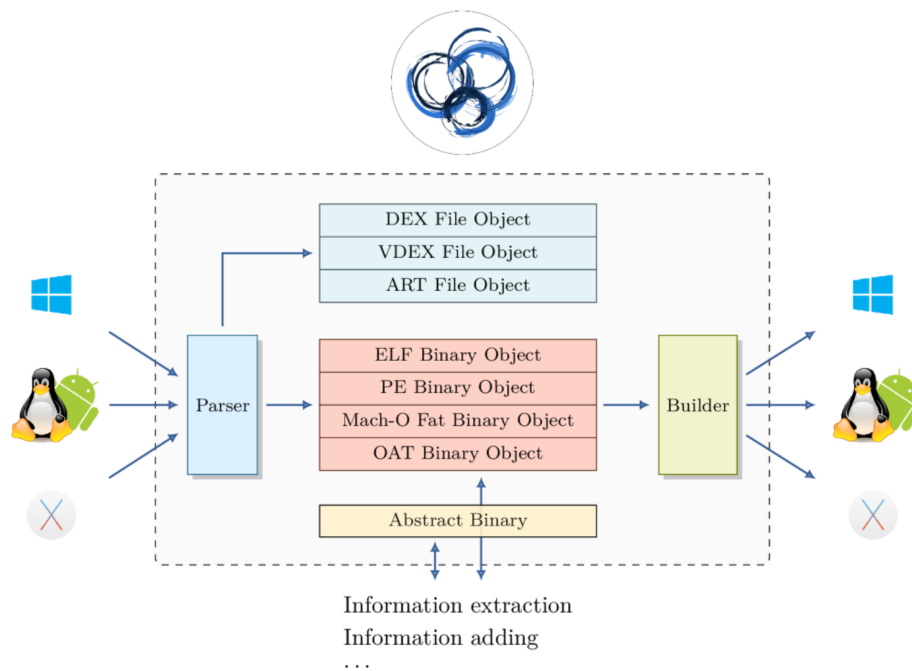 DEX File Object
VDEX File Object
ART File Object
Parser
ELF Binary Object
PE Binary Object
Mach-O Fat Binary Object
OAT Binary Object
Builder
Abstract Binary
Information extraction
Information adding
...